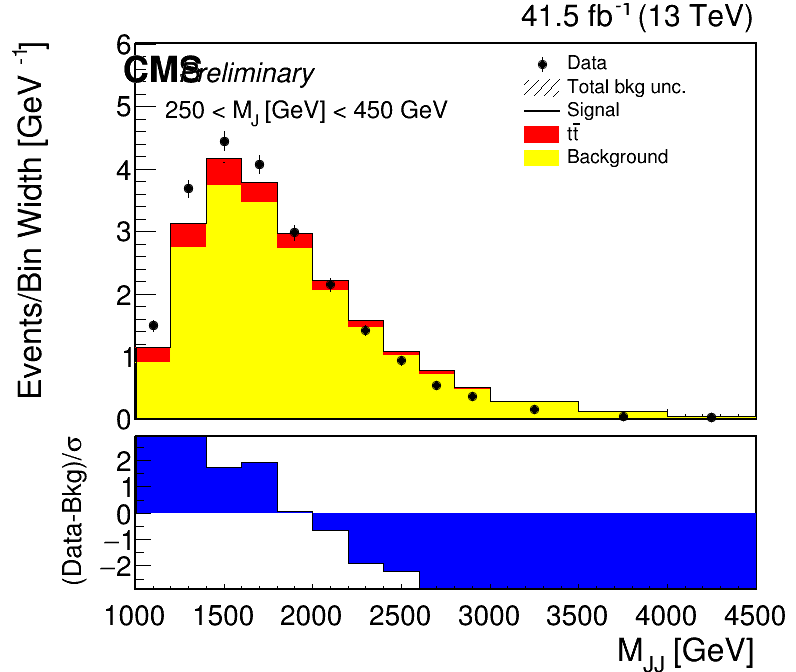 41.5 fb⁻¹ (13 TeV)
CMS Preliminary
250 < M_J [GeV] < 450 GeV
Data
Total bkg unc.
Signal
tt̄
Background
Events/Bin Width [GeV⁻¹]
6
5
4
3
2
1
0
(Data-Bkg)/σ
2
1
0
−1
−2
1000 1500 2000 2500 3000 3500 4000 4500
M_JJ [GeV]